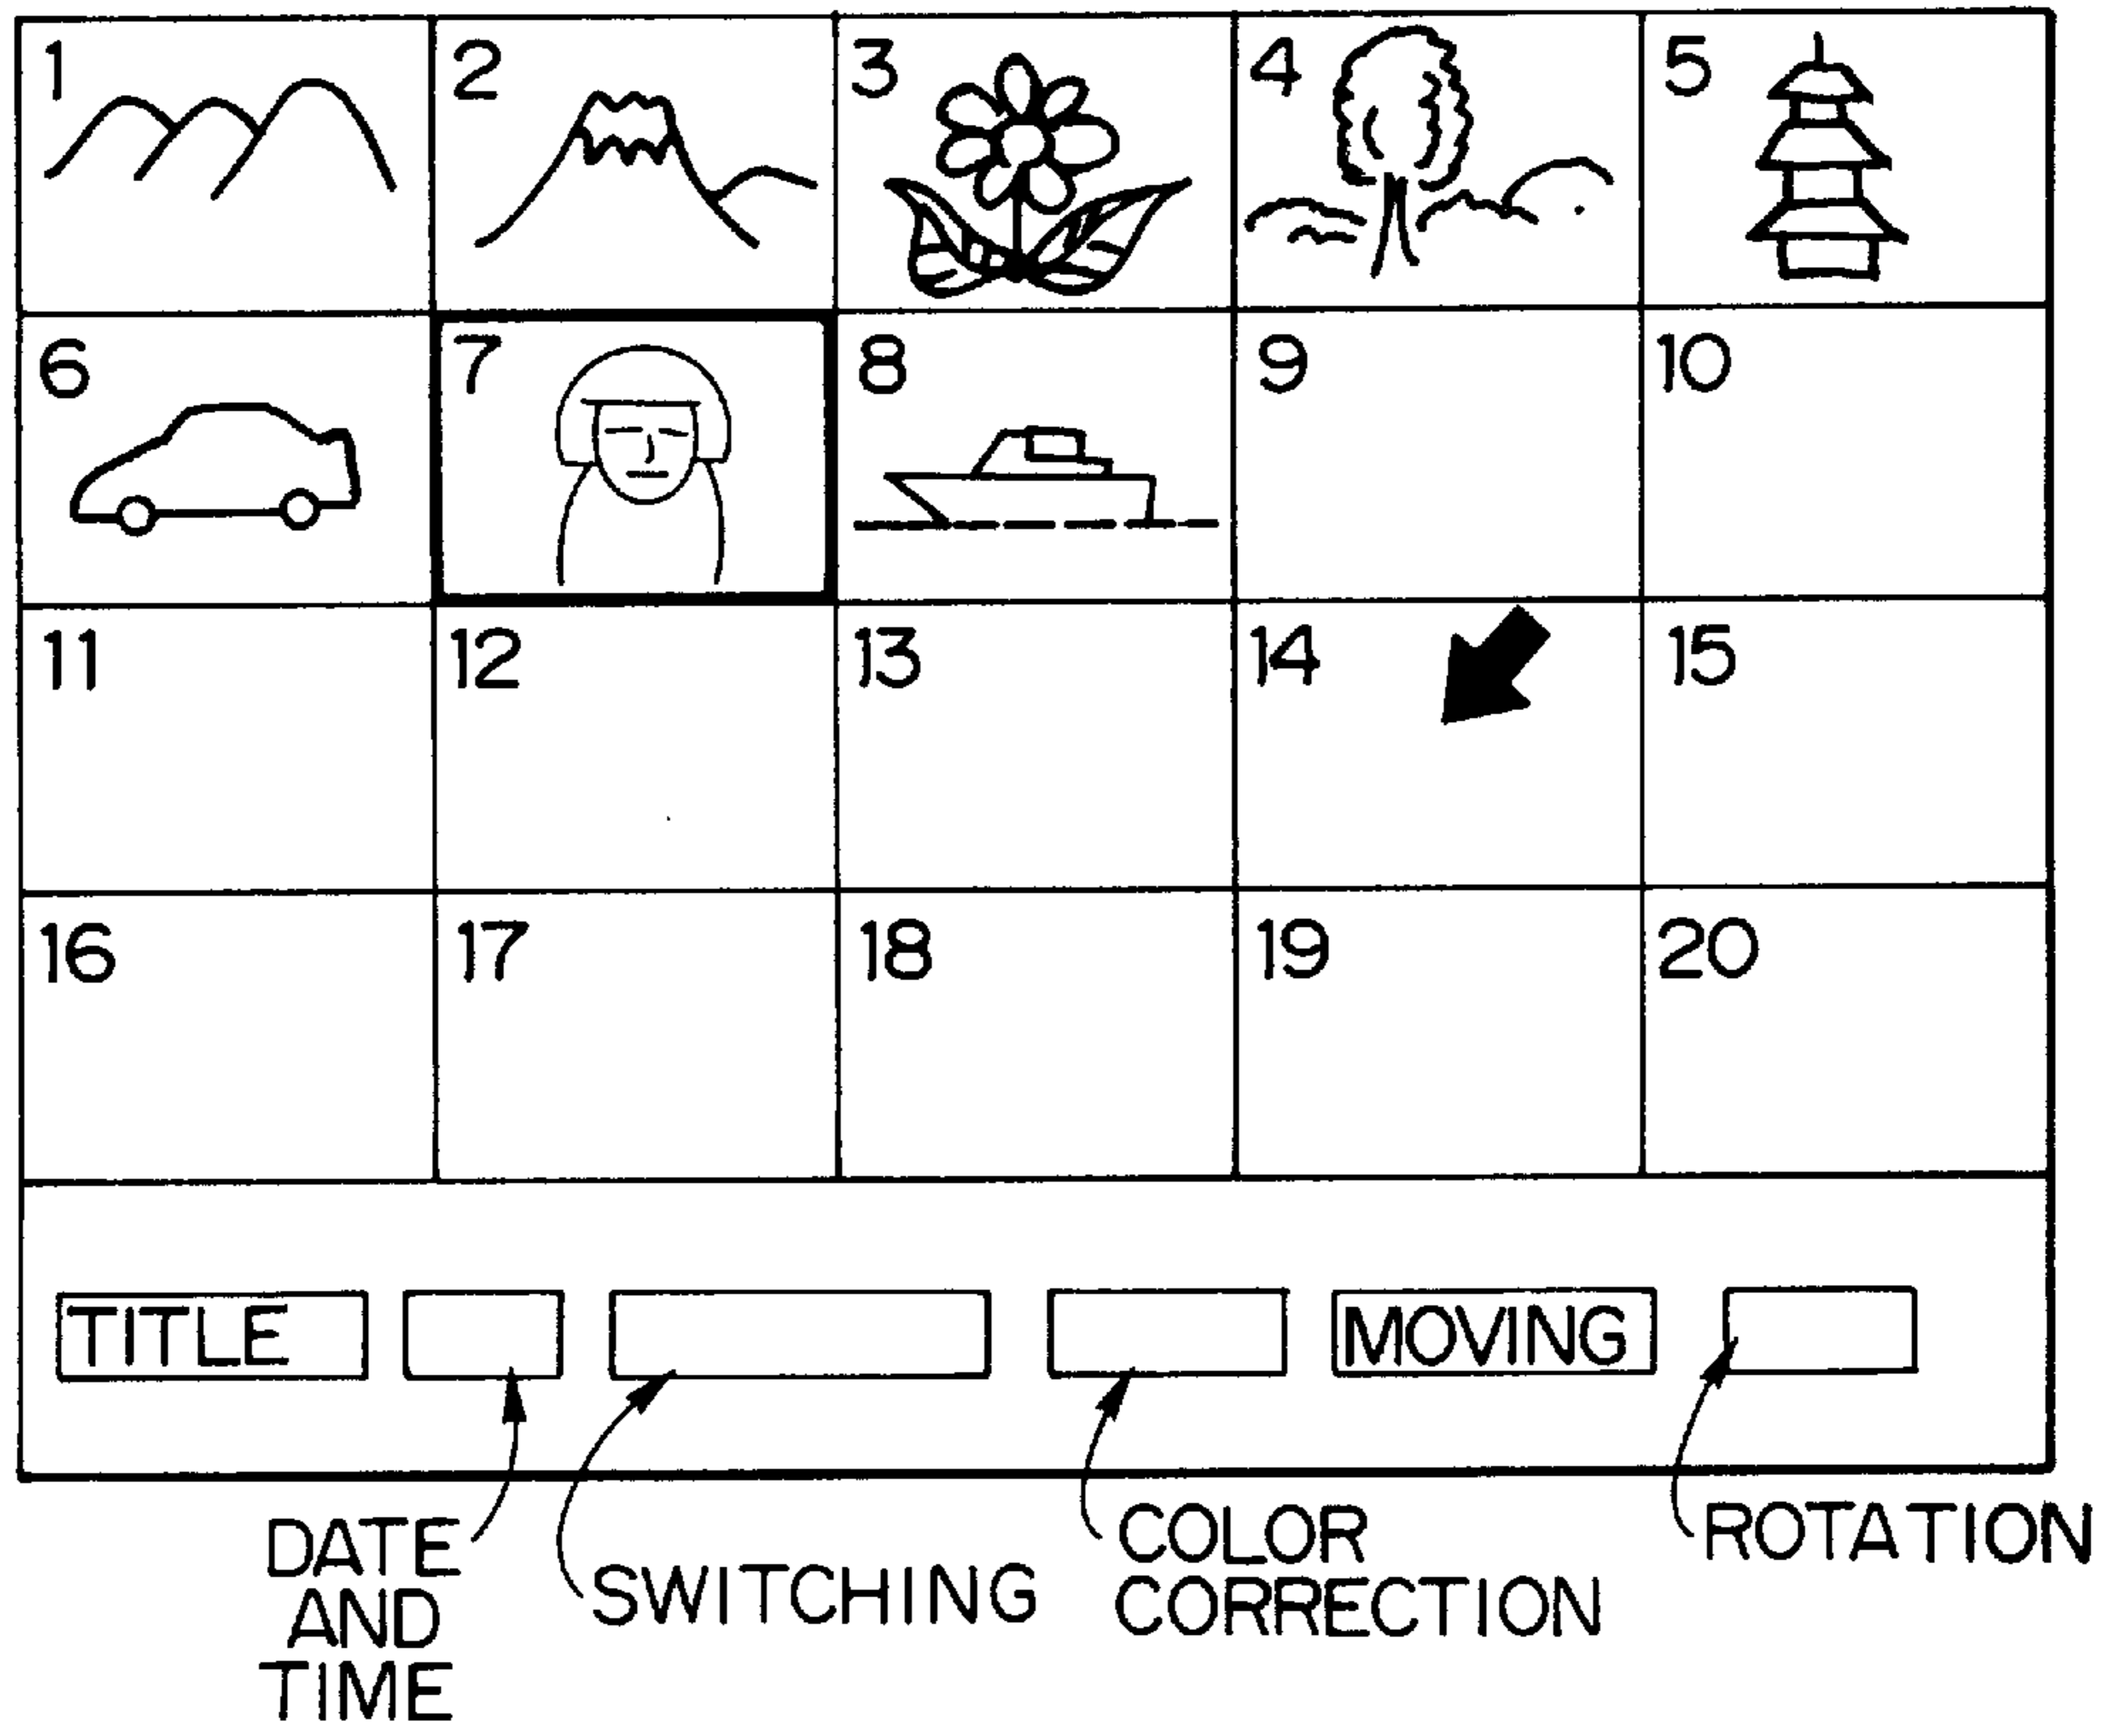 1 2 3 4 5
6 7 8 9 10
11 12 13 14 15
16 17 18 19 20
TITLE MOVING
DATE
AND
TIME
SWITCHING
COLOR
CORRECTION
ROTATION